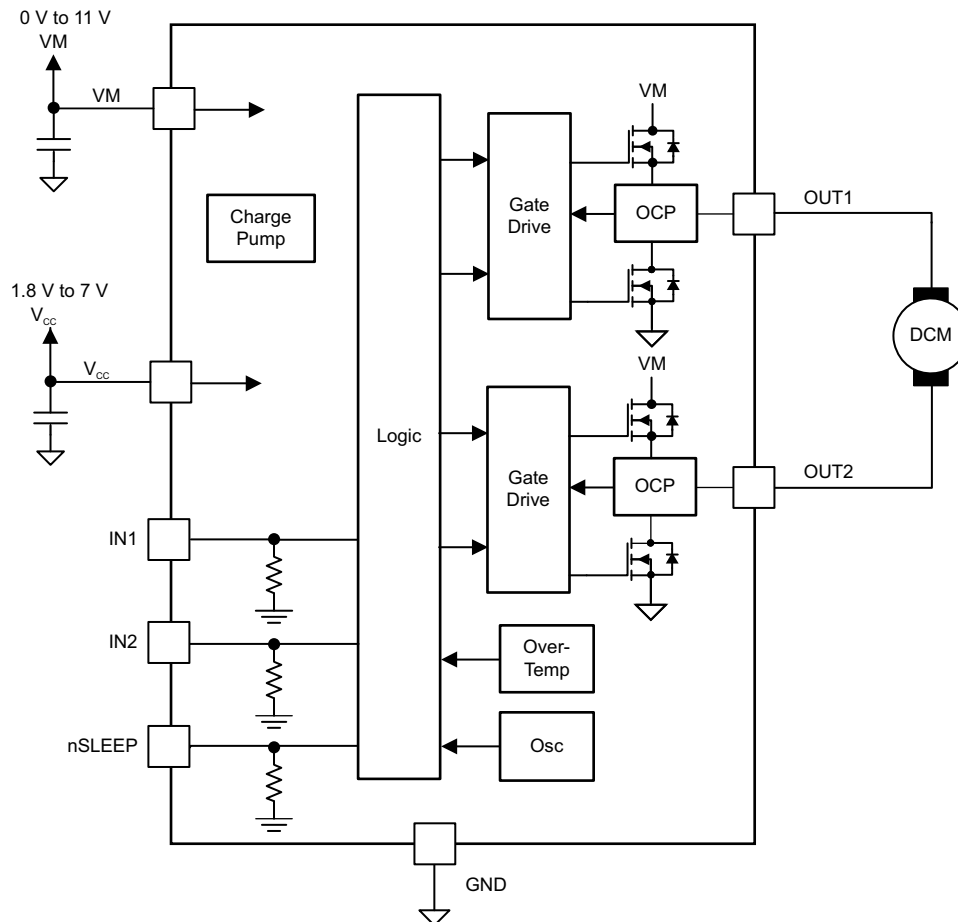 0 V to 11 V
VM
VM
Charge
Pump
1.8 V to 7 V
VCC
VCC
IN1
IN2
nSLEEP
Logic
Gate
Drive
VM
OCP
OUT1
DCM
VM
Gate
Drive
OCP
OUT2
Over-
Temp
Osc
GND